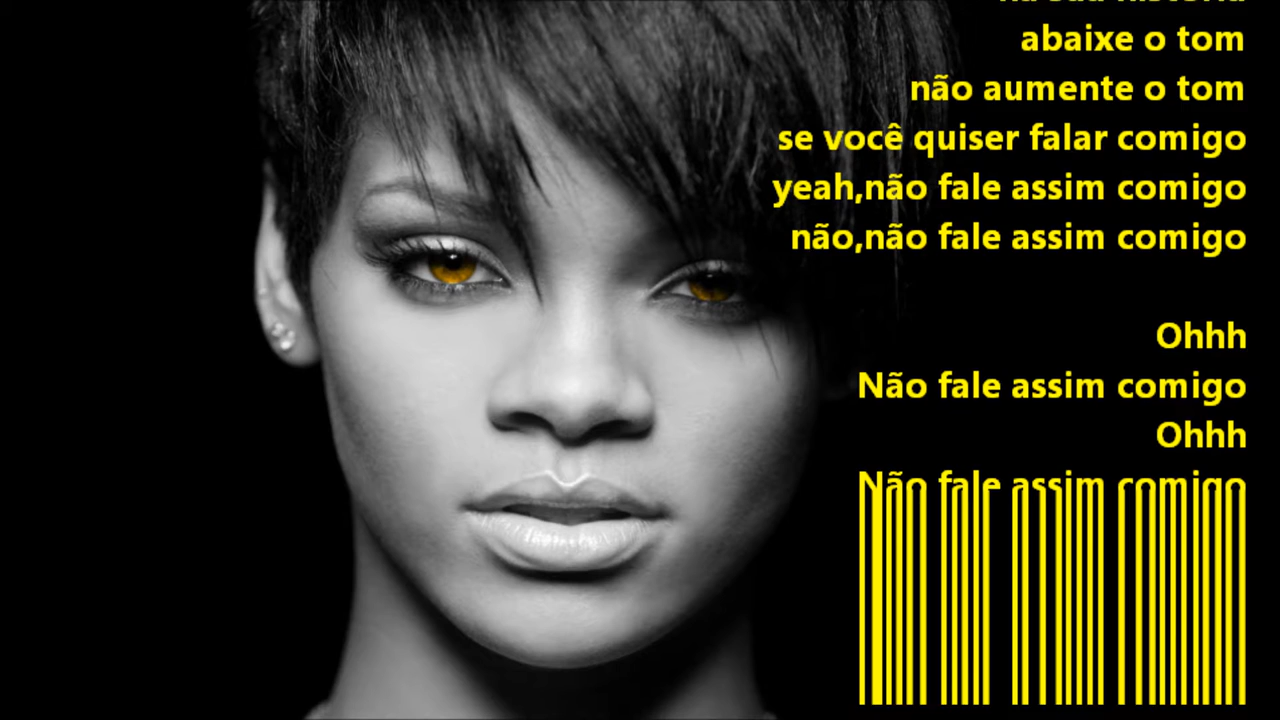 abaixe o tom
não aumente o tom
se você quiser falar comigo
yeah,não fale assim comigo
não,não fale assim comigo
Ohhh
Não fale assim comigo
Ohhh
Não fale assim comigo